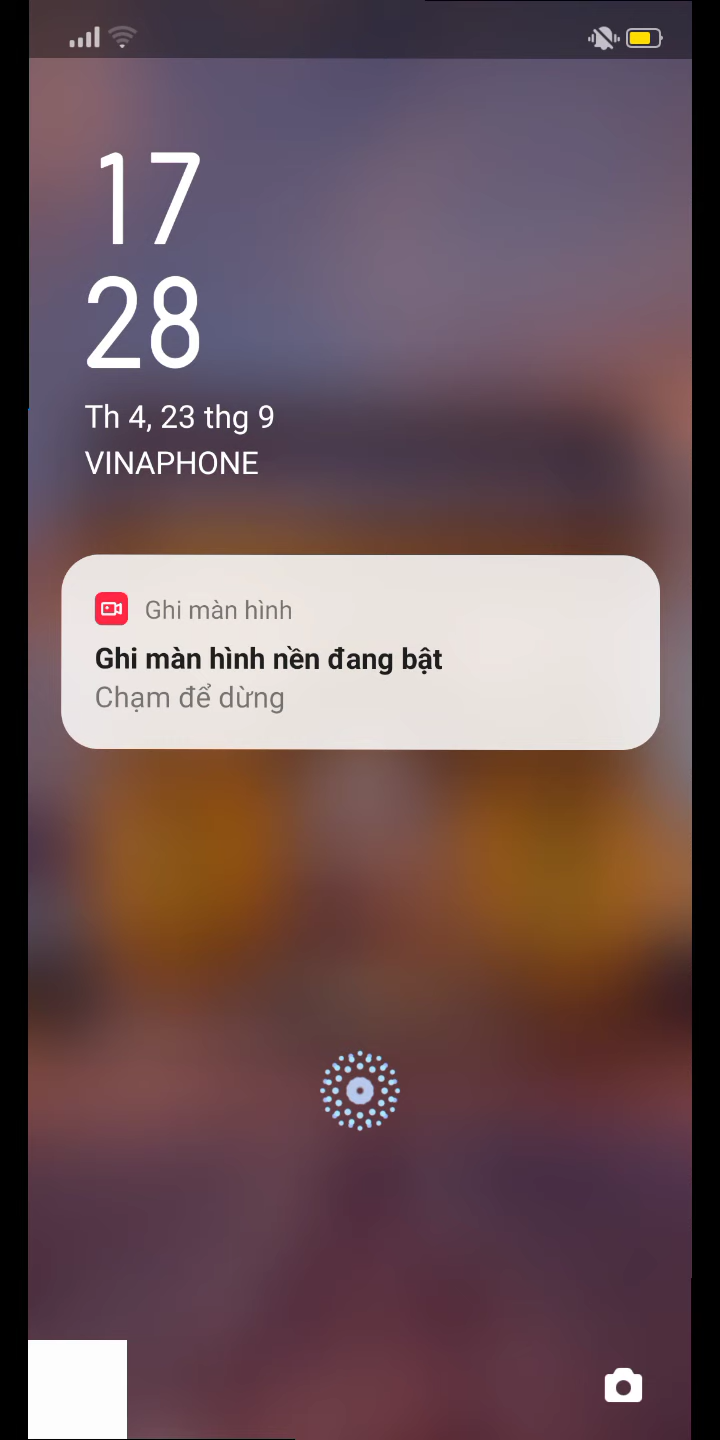 17
28
Th 4, 23 thg 9
VINAPHONE
Ghi màn hình
Ghi màn hình nền đang bật
Chạm để dừng